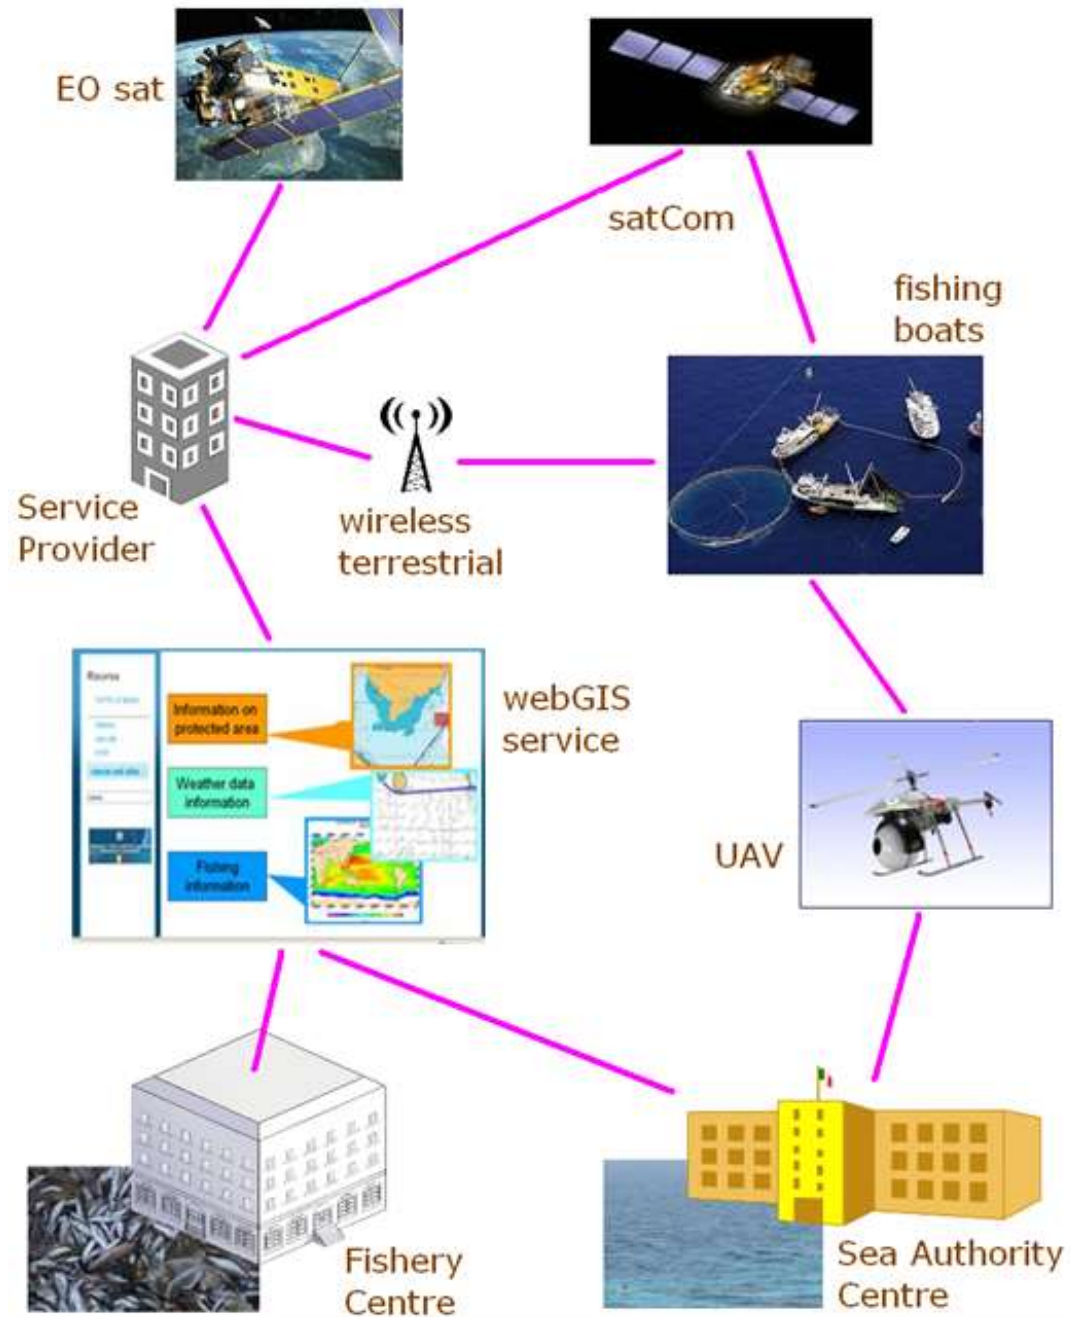 EO sat
satCom
fishing
boats
Service
Provider
wireless
terrestrial
webGIS
service
Information on
protected area
Weather data
information
Fishing
information
UAV
Fishery
Centre
Sea Authority
Centre